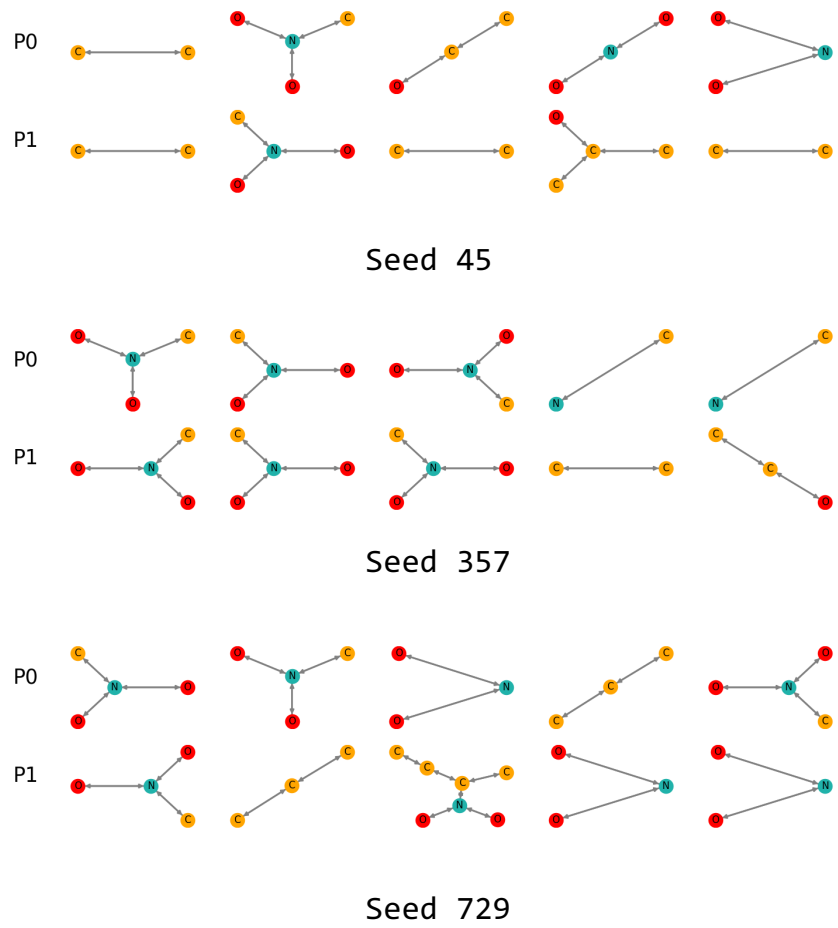 O C C O O
P0 N
C C C N N
O O O O
C O
P1 C C N O C C C C C C
O C
Seed 45
O C C O C C
P0 N
N O O N
O O C N N
C C C C
P1 O N N O N O C C C
O O O O
Seed 357
C O C O C O
P0 N
N O N C O N
O O O C C
O C C O O
C C
P1 O N C C N N
N
C C O O O O
Seed 729